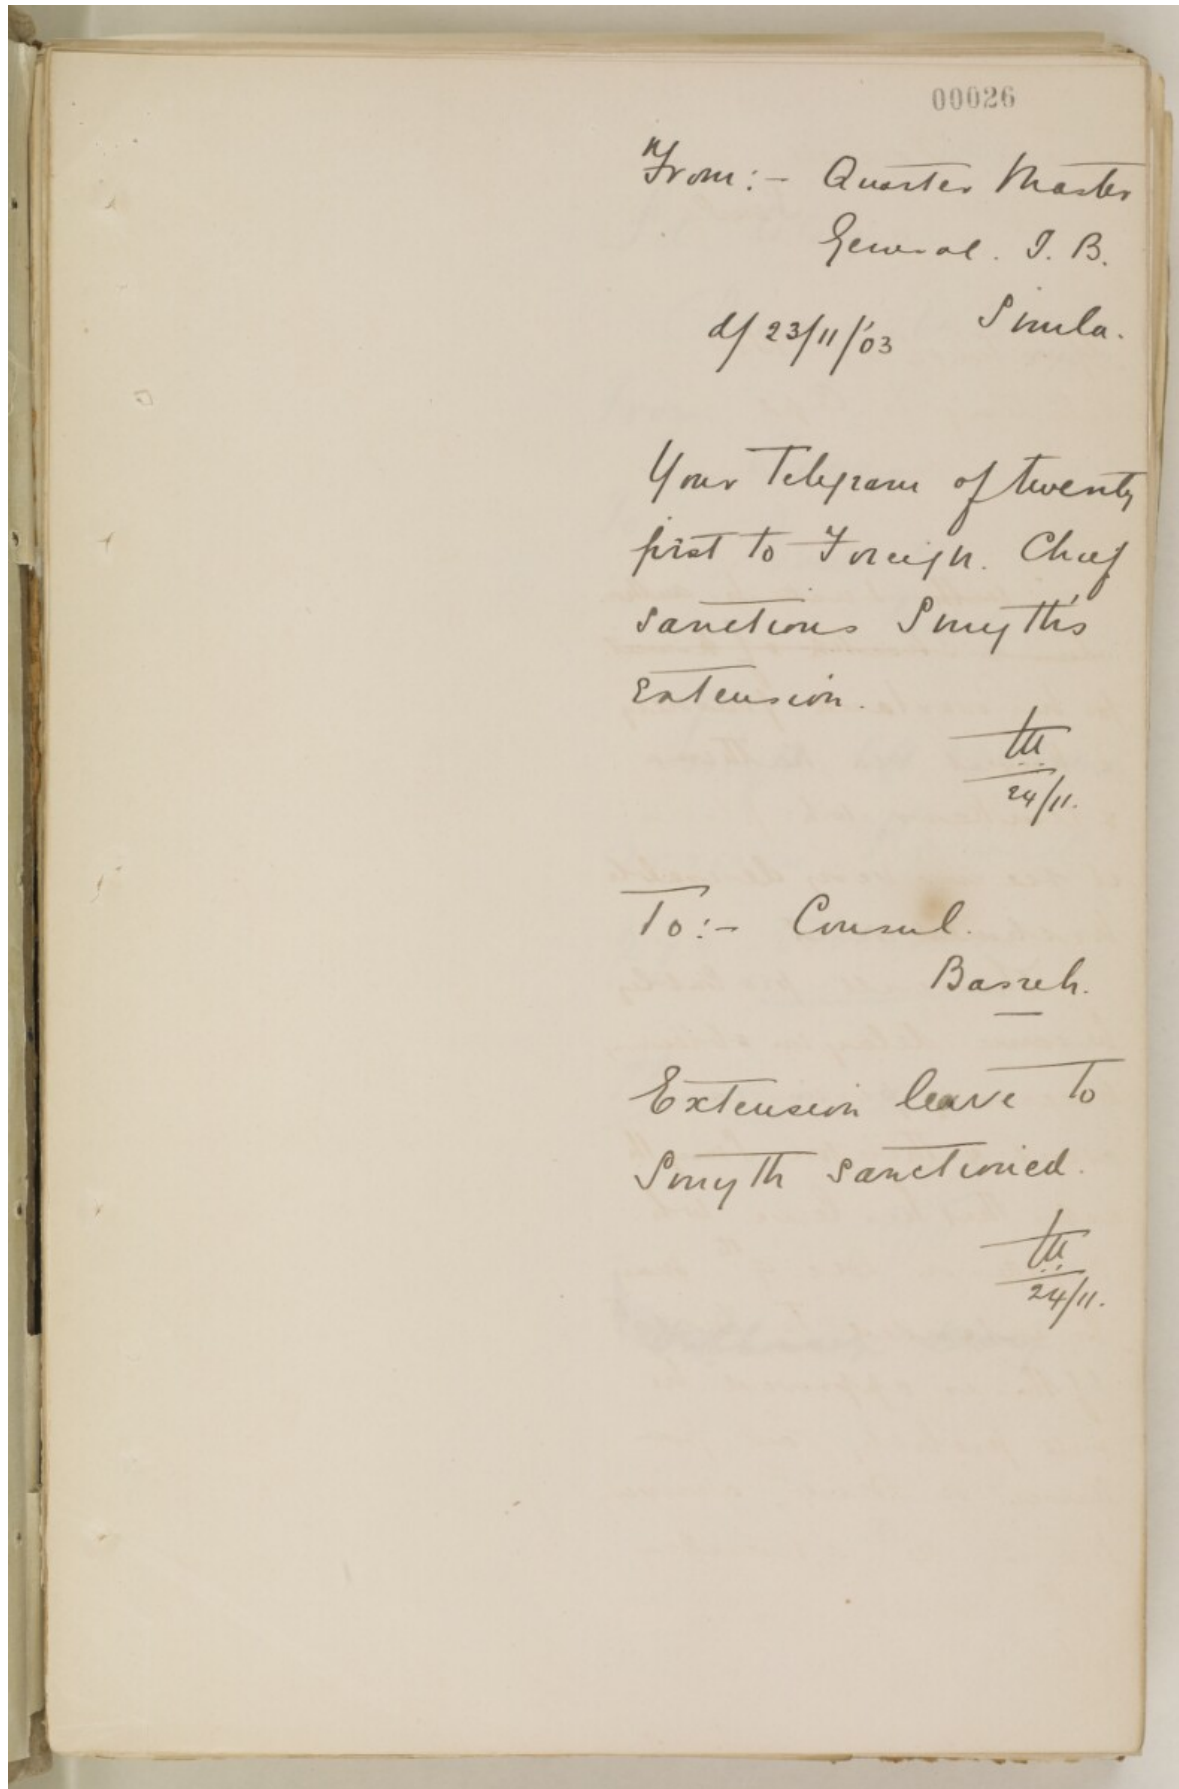 00026
From:- Quarter Master
General. I. B.
Simla.
d/ 23/11/'03
Your Telegram of twenty
first to Foreign. Chief
sanctions Smyth's
Extension.
24/11.
To:- Consul.
Basreh.
Extension leave to
Smyth sanctioned.
24/11.